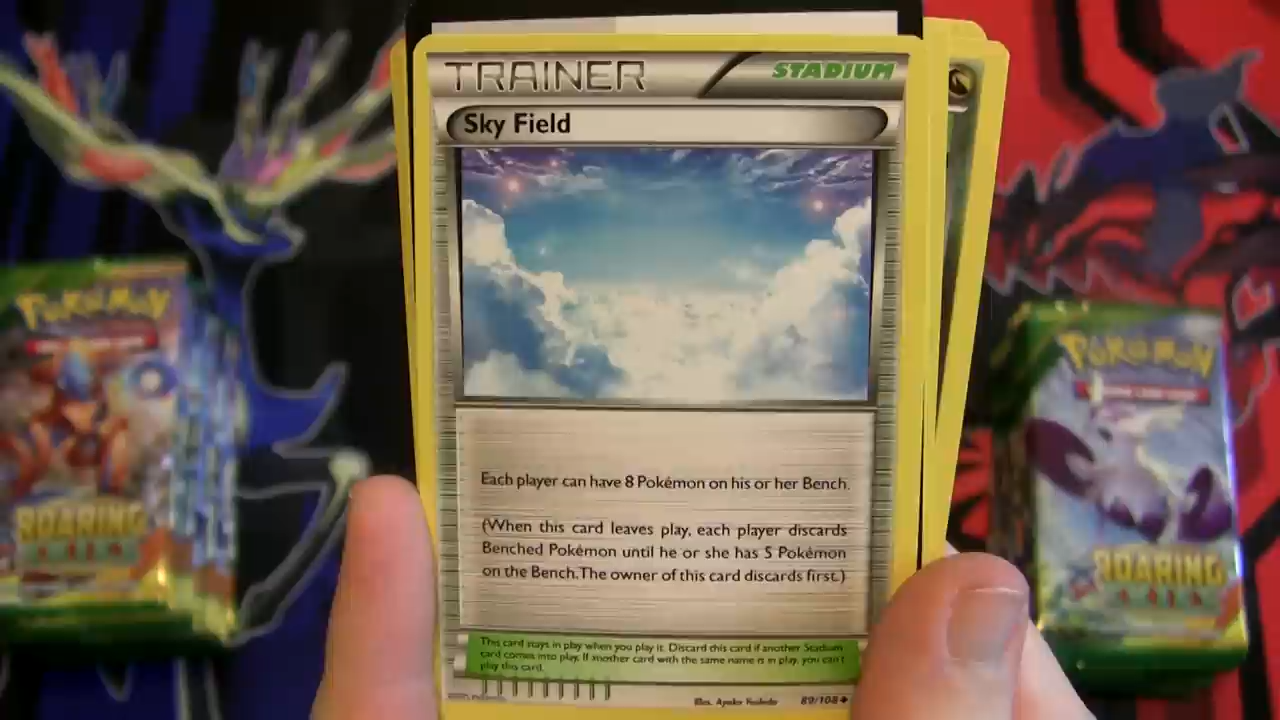 TRAINER
STADIUM
Sky Field
Each player can have 8 Pokémon on his or her Bench.
(When this card leaves play, each player discards
Benched Pokémon until he or she has 5 Pokémon
on the Bench. The owner of this card discards first.)
This card stays in play when you play it. Discard this card if another Stadium
card comes into play. If another card with the same name is in play, you can't
play this card.
Illus.
89/108
POKéMON
ROARING
POKéMON
ROARING